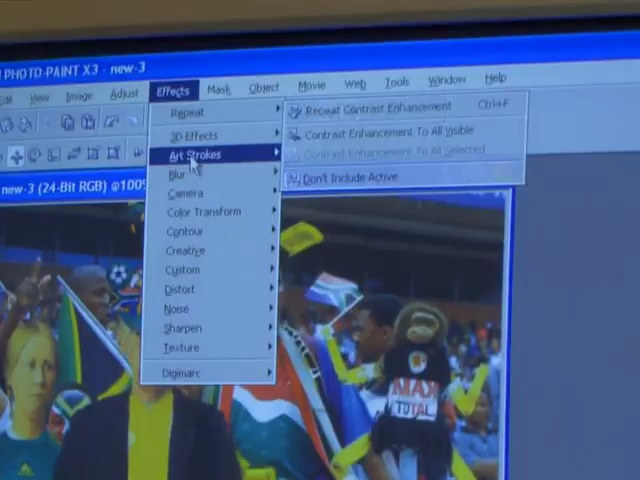 PHOTO-PAINT X3 - new-3
Edit View Image Adjust Effects Mask Object Movie Web Tools Window Help
Repeat
3D Effects
Art Strokes
Blur
Camera
Color Transform
Contour
Creative
Custom
Distort
Noise
Sharpen
Texture
Digimarc
Repeat Contrast Enhancement Ctrl+F
Contrast Enhancement To All Visible
Contrast Enhancement To All Selected
Don't Include Active
new-3 (24-Bit RGB) @100%
MAX
TOTAL